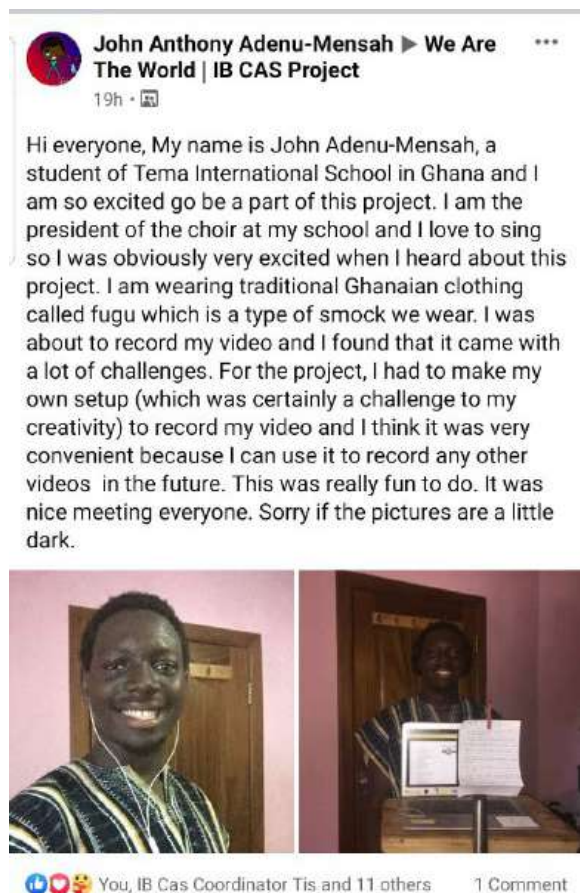 John Anthony Adenu-Mensah ▶ We Are
The World | IB CAS Project
19h
Hi everyone, My name is John Adenu-Mensah, a
student of Tema International School in Ghana and I
am so excited go be a part of this project. I am the
president of the choir at my school and I love to sing
so I was obviously very excited when I heard about this
project. I am wearing traditional Ghanaian clothing
called fugu which is a type of smock we wear. I was
about to record my video and I found that it came with
a lot of challenges. For the project, I had to make my
own setup (which was certainly a challenge to my
creativity) to record my video and I think it was very
convenient because I can use it to record any other
videos in the future. This was really fun to do. It was
nice meeting everyone. Sorry if the pictures are a little
dark.
You, IB Cas Coordinator Tis and 11 others 1 Comment